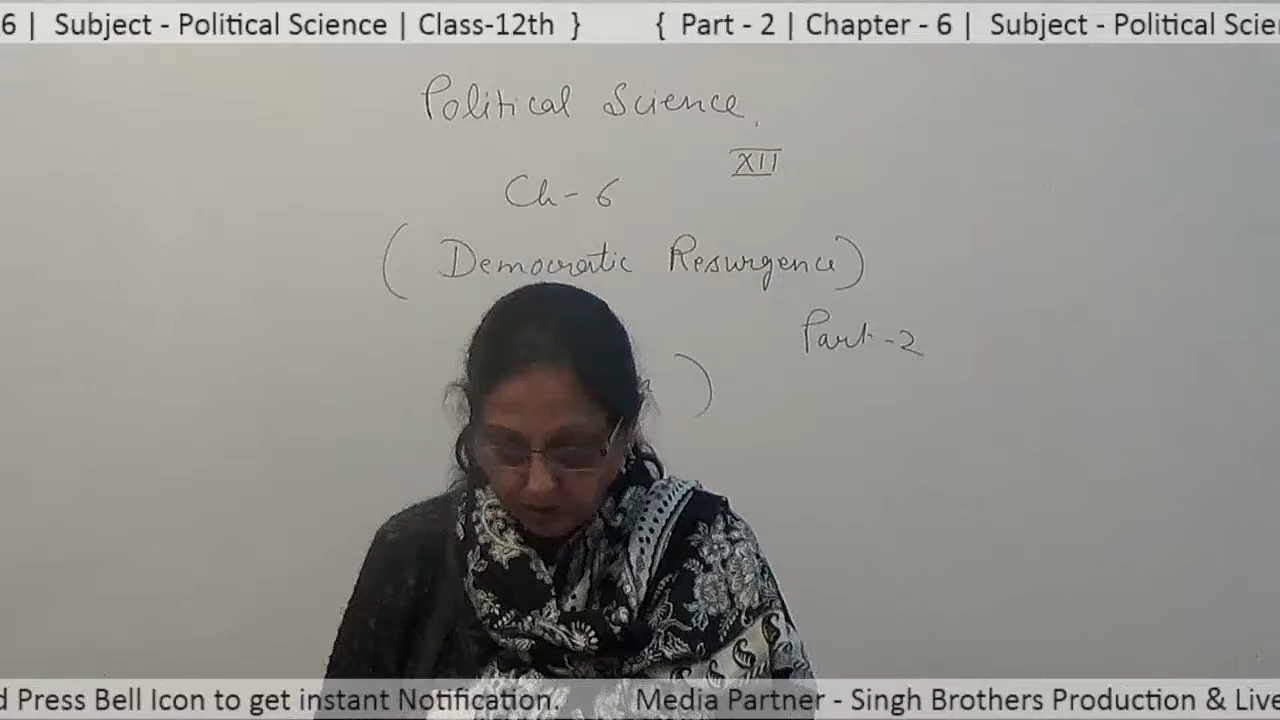 6 | Subject - Political Science | Class-12th } { Part - 2 | Chapter - 6 | Subject - Political Scien
Political Science,
XII
Ch - 6
( Democratic Resurgence )
Part - 2
)
d Press Bell Icon to get instant Notification. Media Partner - Singh Brothers Production & Live